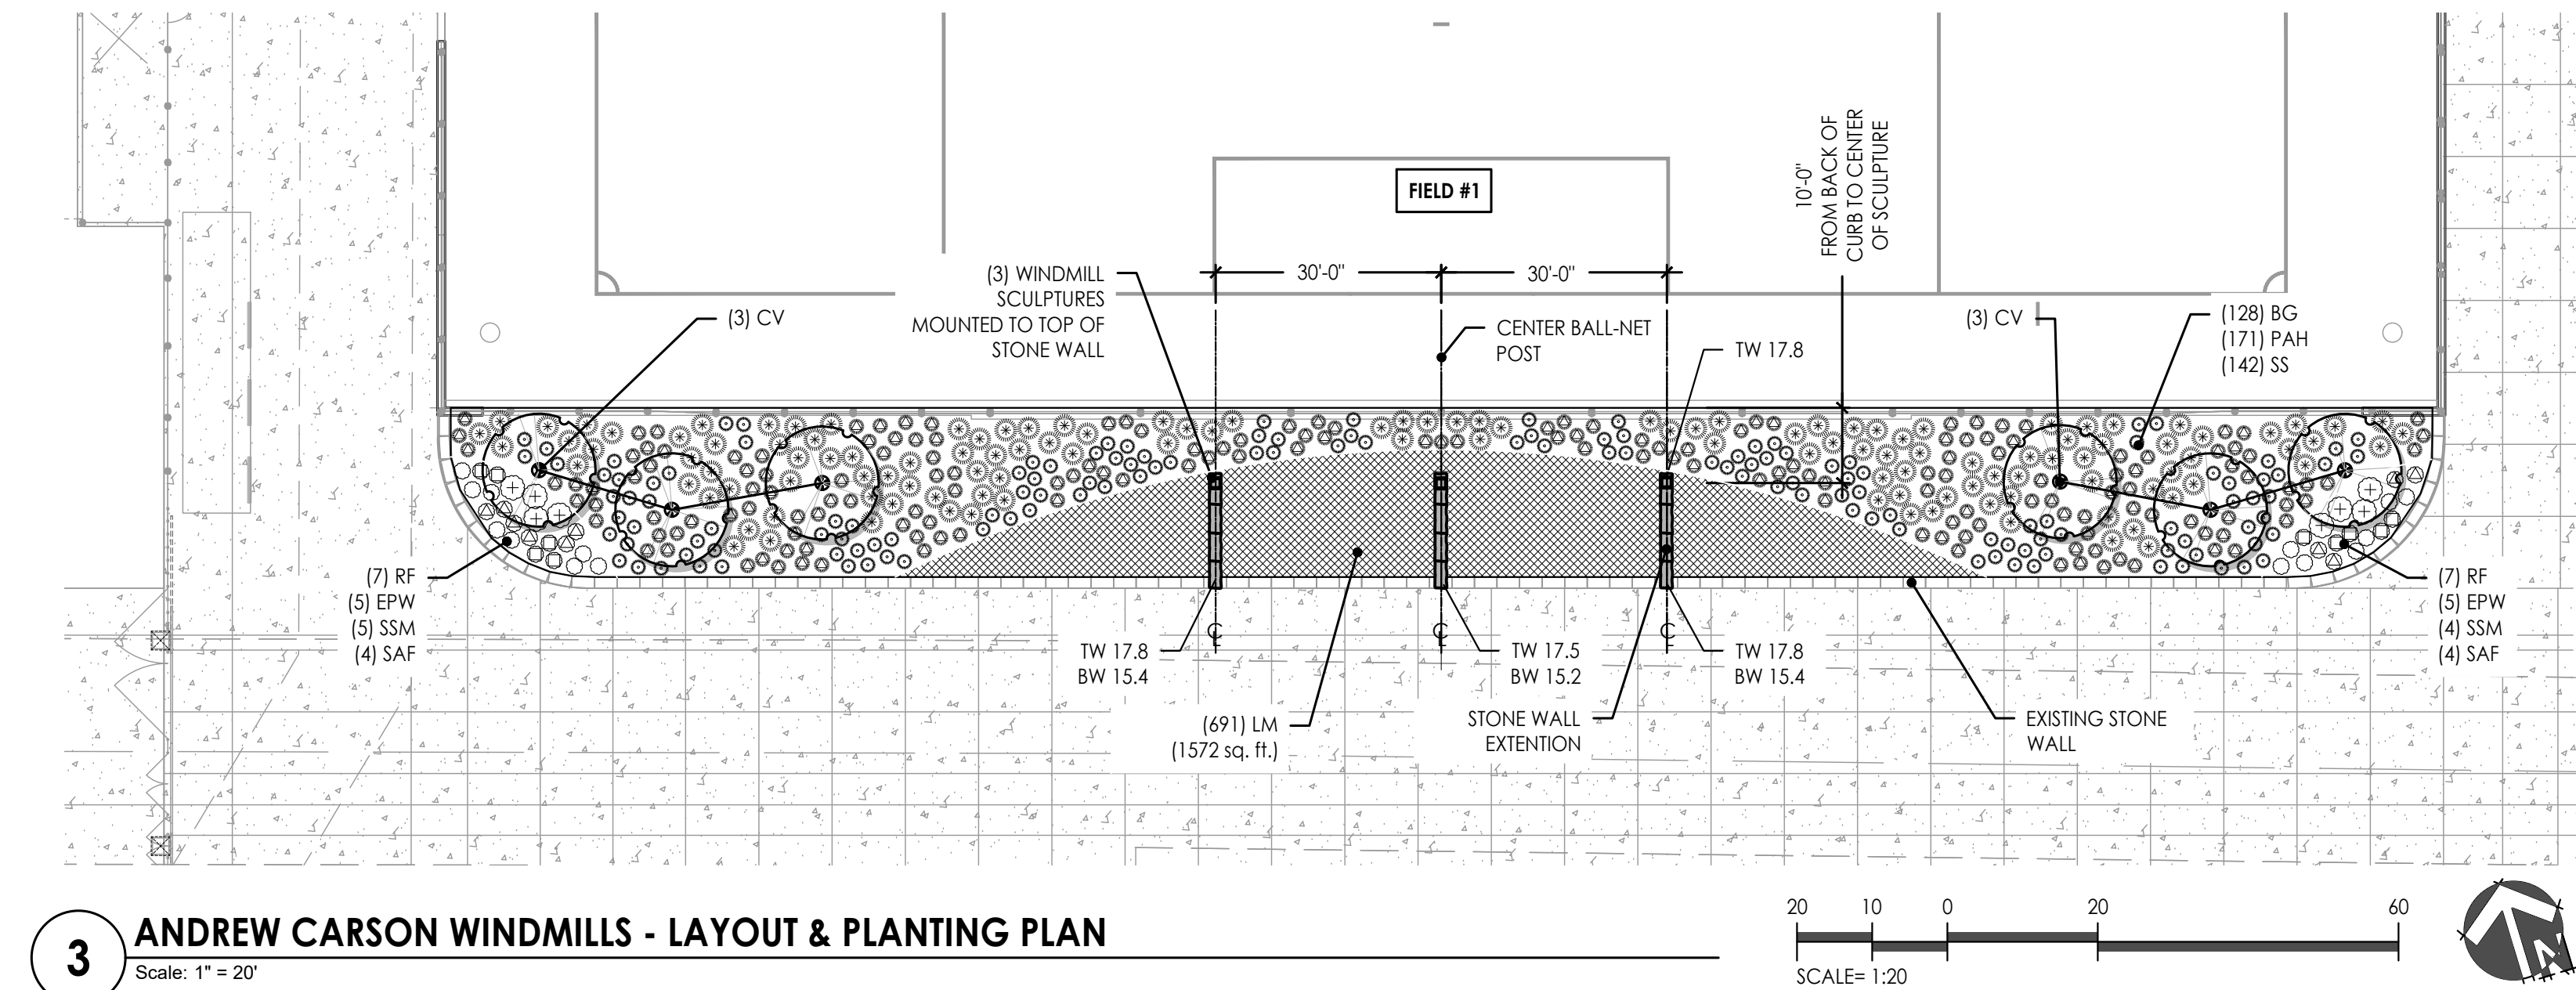 FIELD #1
10'-0"
FROM BACK OF
CURB TO CENTER
OF SCULPTURE
(3) WINDMILL
SCULPTURES
MOUNTED TO TOP OF
STONE WALL
30'-0"
30'-0"
(3) CV
CENTER BALL-NET
POST
TW 17.8
(3) CV
(128) BG
(171) PAH
(142) SS
(7) RF
(5) EPW
(5) SSM
(4) SAF
TW 17.8
BW 15.4
TW 17.5
BW 15.2
TW 17.8
BW 15.4
(7) RF
(5) EPW
(4) SSM
(4) SAF
(691) LM
(1572 sq. ft.)
STONE WALL
EXTENTION
EXISTING STONE
WALL
3
ANDREW CARSON WINDMILLS - LAYOUT & PLANTING PLAN
Scale: 1" = 20'
20 10 0 20 60
SCALE= 1:20
N